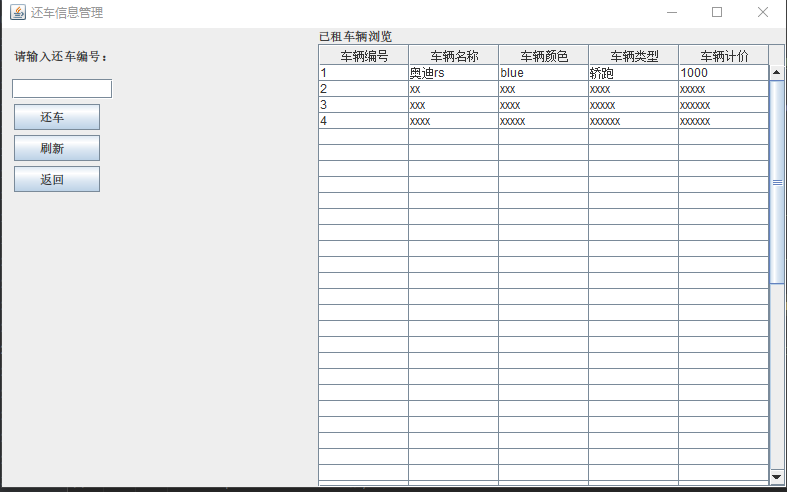 还车信息管理
请输入还车编号：
还车
刷新
返回
已租车辆浏览
车辆编号 车辆名称 车辆颜色 车辆类型 车辆计价
1 奥迪rs blue 轿跑 1000
2 xx xxx xxxx xxxxx
3 xxx xxxx xxxxx xxxxxx
4 xxxx xxxxx xxxxxx xxxxxx